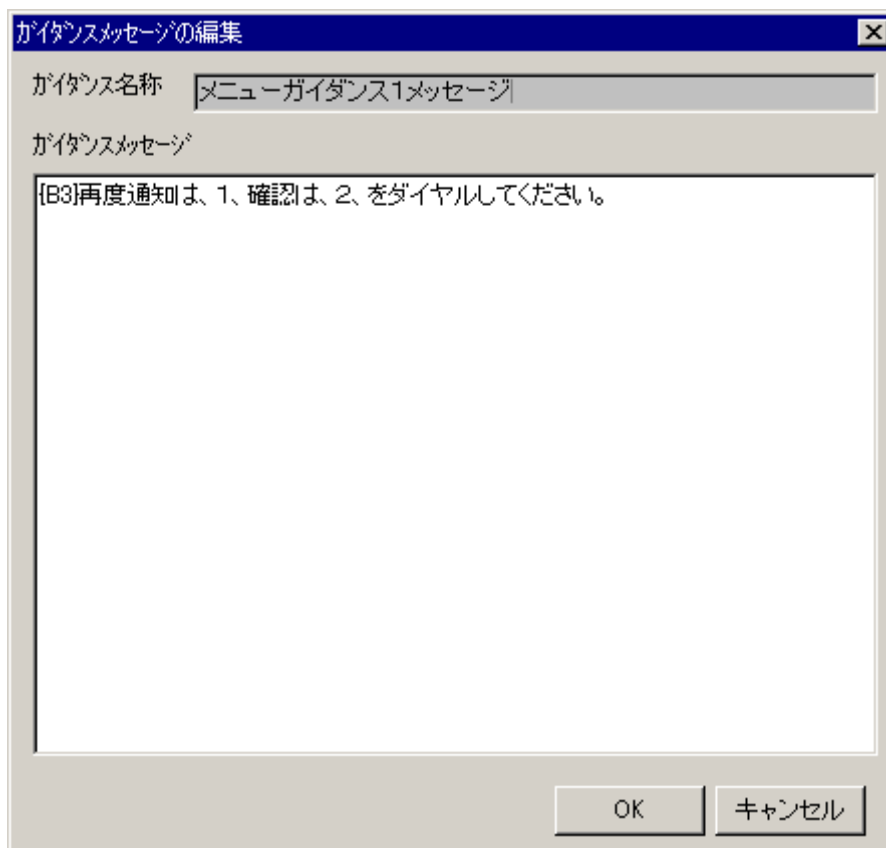 ガイダンスメッセージの編集
ガイダンス名称 メニューガイダンス1メッセージ
ガイダンスメッセージ
{B3}再度通知は、1、確認は、2、をダイヤルしてください。
OK キャンセル